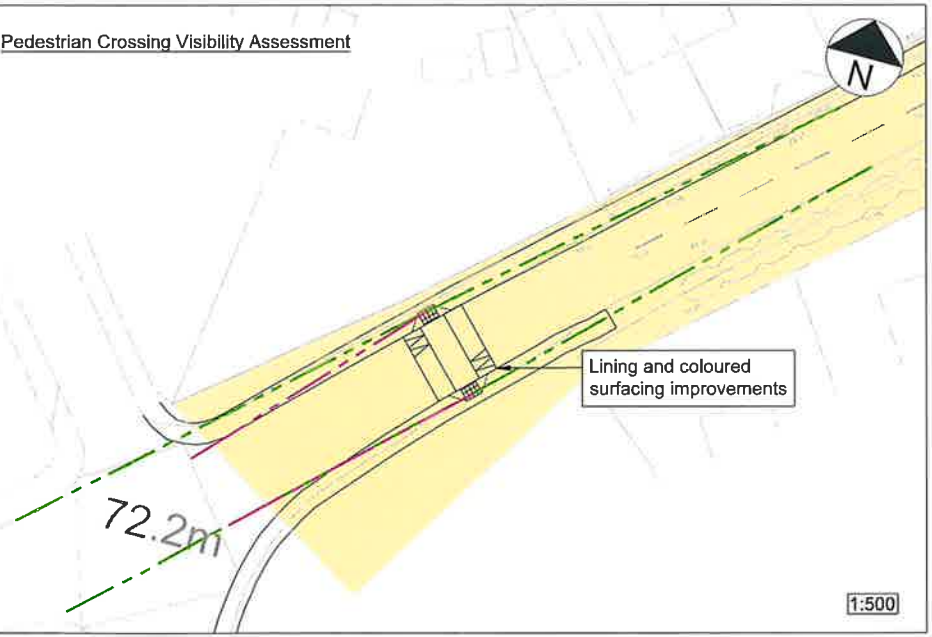 Pedestrian Crossing Visibility Assessment
N
Lining and coloured
surfacing improvements
72.2m
1:500